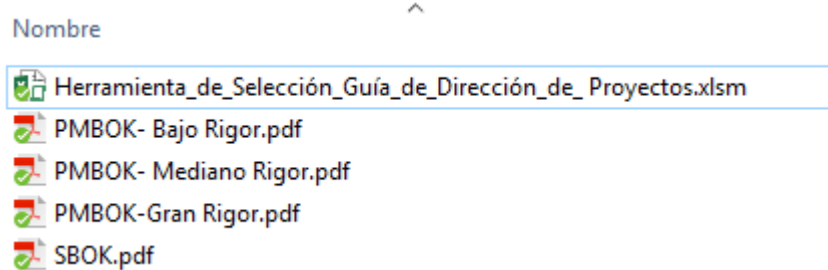 Nombre
Herramienta_de_Selección_Guía_de_Dirección_de_ Proyectos.xlsm
PMBOK- Bajo Rigor.pdf
PMBOK- Mediano Rigor.pdf
PMBOK-Gran Rigor.pdf
SBOK.pdf